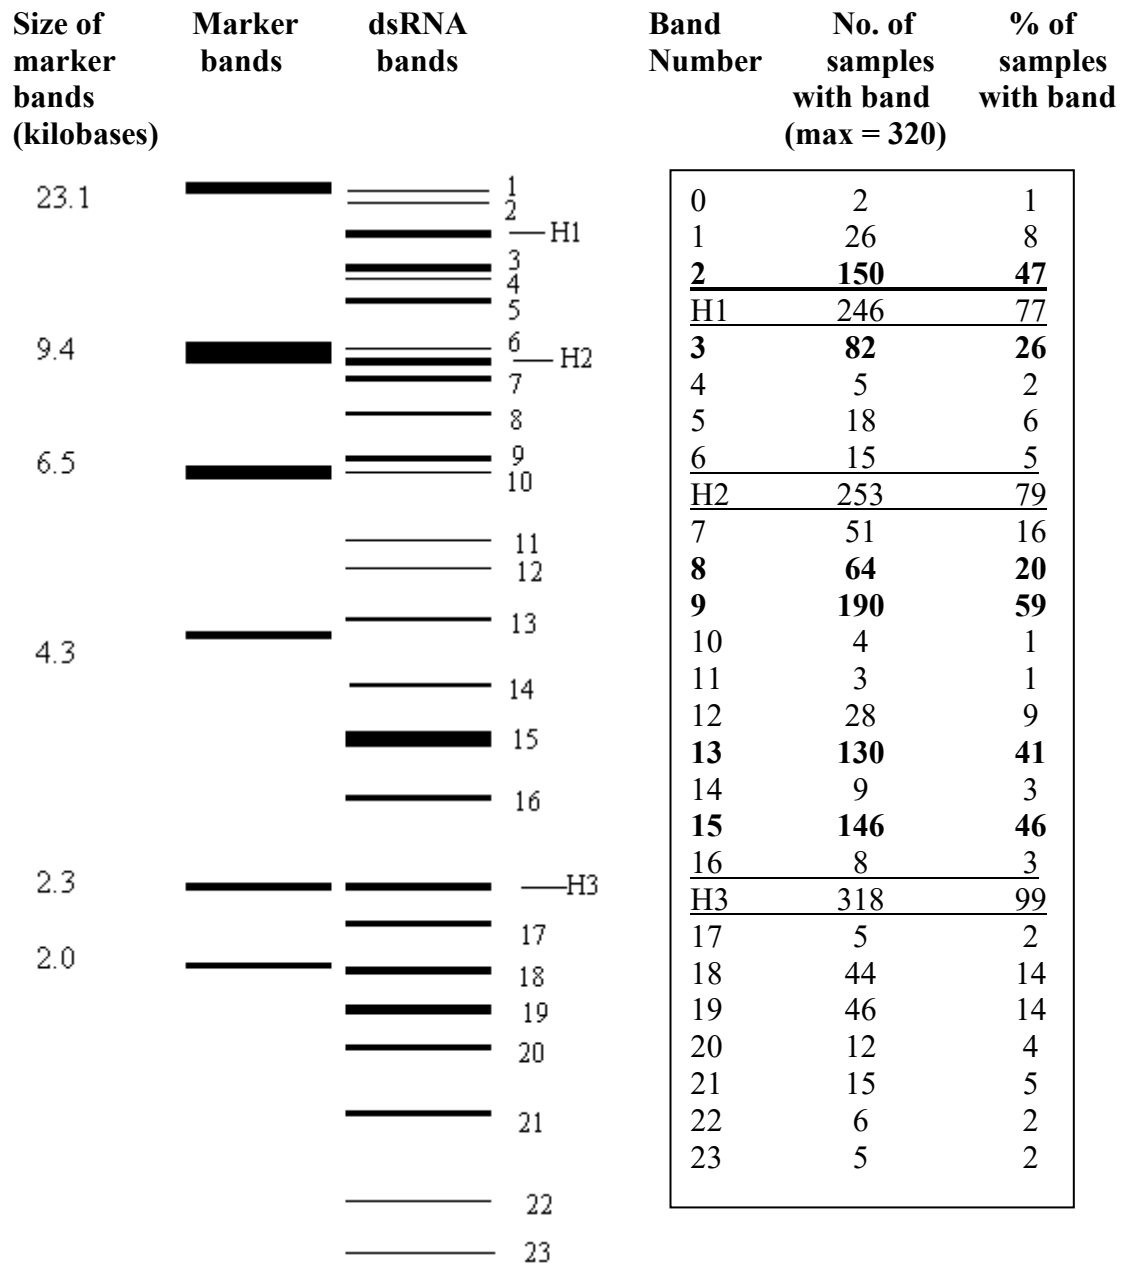 Size of Marker dsRNA Band No. of % of
marker bands bands Number samples samples
bands with band with band
(kilobases) (max = 320)
23.1
9.4
6.5
4.3
2.3
2.0
1
2
H1
3
4
5
6
H2
7
8
9
10
11
12
13
14
15
16
H3
17
18
19
20
21
22
23
0 2 1
1 26 8
2 150 47
H1 246 77
3 82 26
4 5 2
5 18 6
6 15 5
H2 253 79
7 51 16
8 64 20
9 190 59
10 4 1
11 3 1
12 28 9
13 130 41
14 9 3
15 146 46
16 8 3
H3 318 99
17 5 2
18 44 14
19 46 14
20 12 4
21 15 5
22 6 2
23 5 2